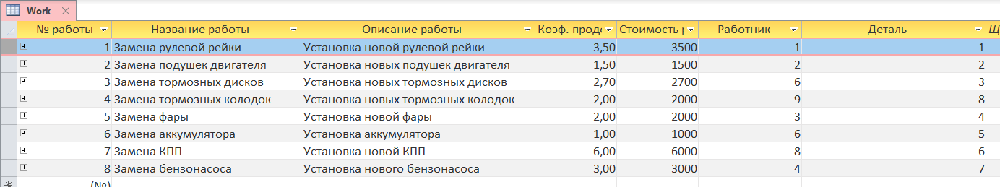 Work
№ работы Название работы Описание работы Коэф. продо Стоимость р Работник Деталь Щ
1 Замена рулевой рейки Установка новой рулевой рейки 3,50 3500 1 1
2 Замена подушек двигателя Установка новых подушек двигателя 1,50 1500 2 2
3 Замена тормозных дисков Установка новых тормозных дисков 2,70 2700 6 3
4 Замена тормозных колодок Установка новых тормозных колодок 2,00 2000 9 8
5 Замена фары Установка новой фары 2,00 2000 3 4
6 Замена аккумулятора Установка аккумулятора 1,00 1000 6 5
7 Замена КПП Установка новой КПП 6,00 6000 8 6
8 Замена бензонасоса Установка нового бензонасоса 3,00 3000 4 7
(№)